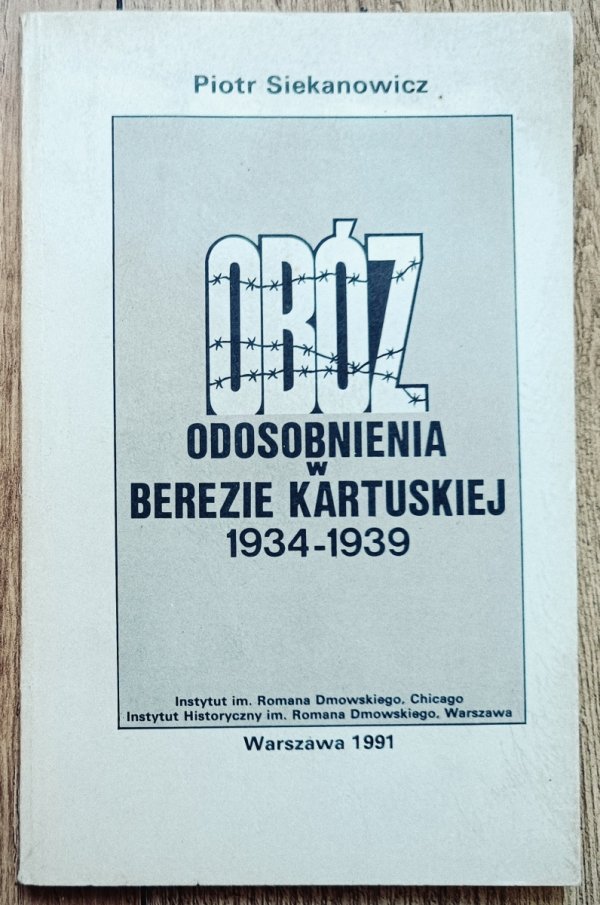 Piotr Siekanowicz
OBÓZ
ODOSOBNIENIA
w
BEREZIE KARTUSKIEJ
1934-1939
Instytut im. Romana Dmowskiego, Chicago
Instytut Historyczny im. Romana Dmowskiego, Warszawa
Warszawa 1991